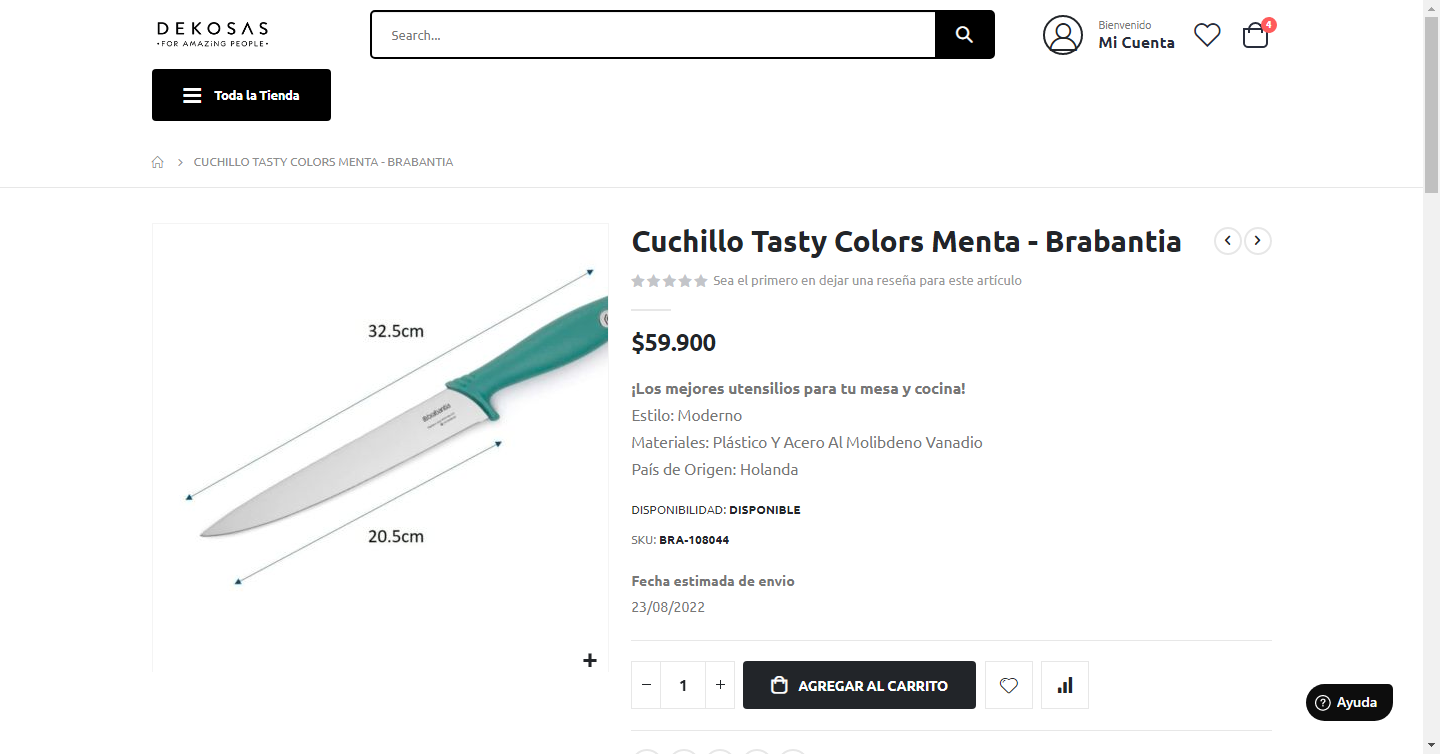 DEKOSAS
•FOR AMAZiNG PEOPLE•
Search...
Bienvenido
Mi Cuenta
4
Toda la Tienda
CUCHILLO TASTY COLORS MENTA - BRABANTIA
32.5cm
Brabantia
20.5cm
Cuchillo Tasty Colors Menta - Brabantia
Sea el primero en dejar una reseña para este artículo
$59.900
¡Los mejores utensilios para tu mesa y cocina!
Estilo: Moderno
Materiales: Plástico Y Acero Al Molibdeno Vanadio
País de Origen: Holanda
DISPONIBILIDAD: DISPONIBLE
SKU: BRA-108044
Fecha estimada de envio
23/08/2022
− 1 +
AGREGAR AL CARRITO
Ayuda